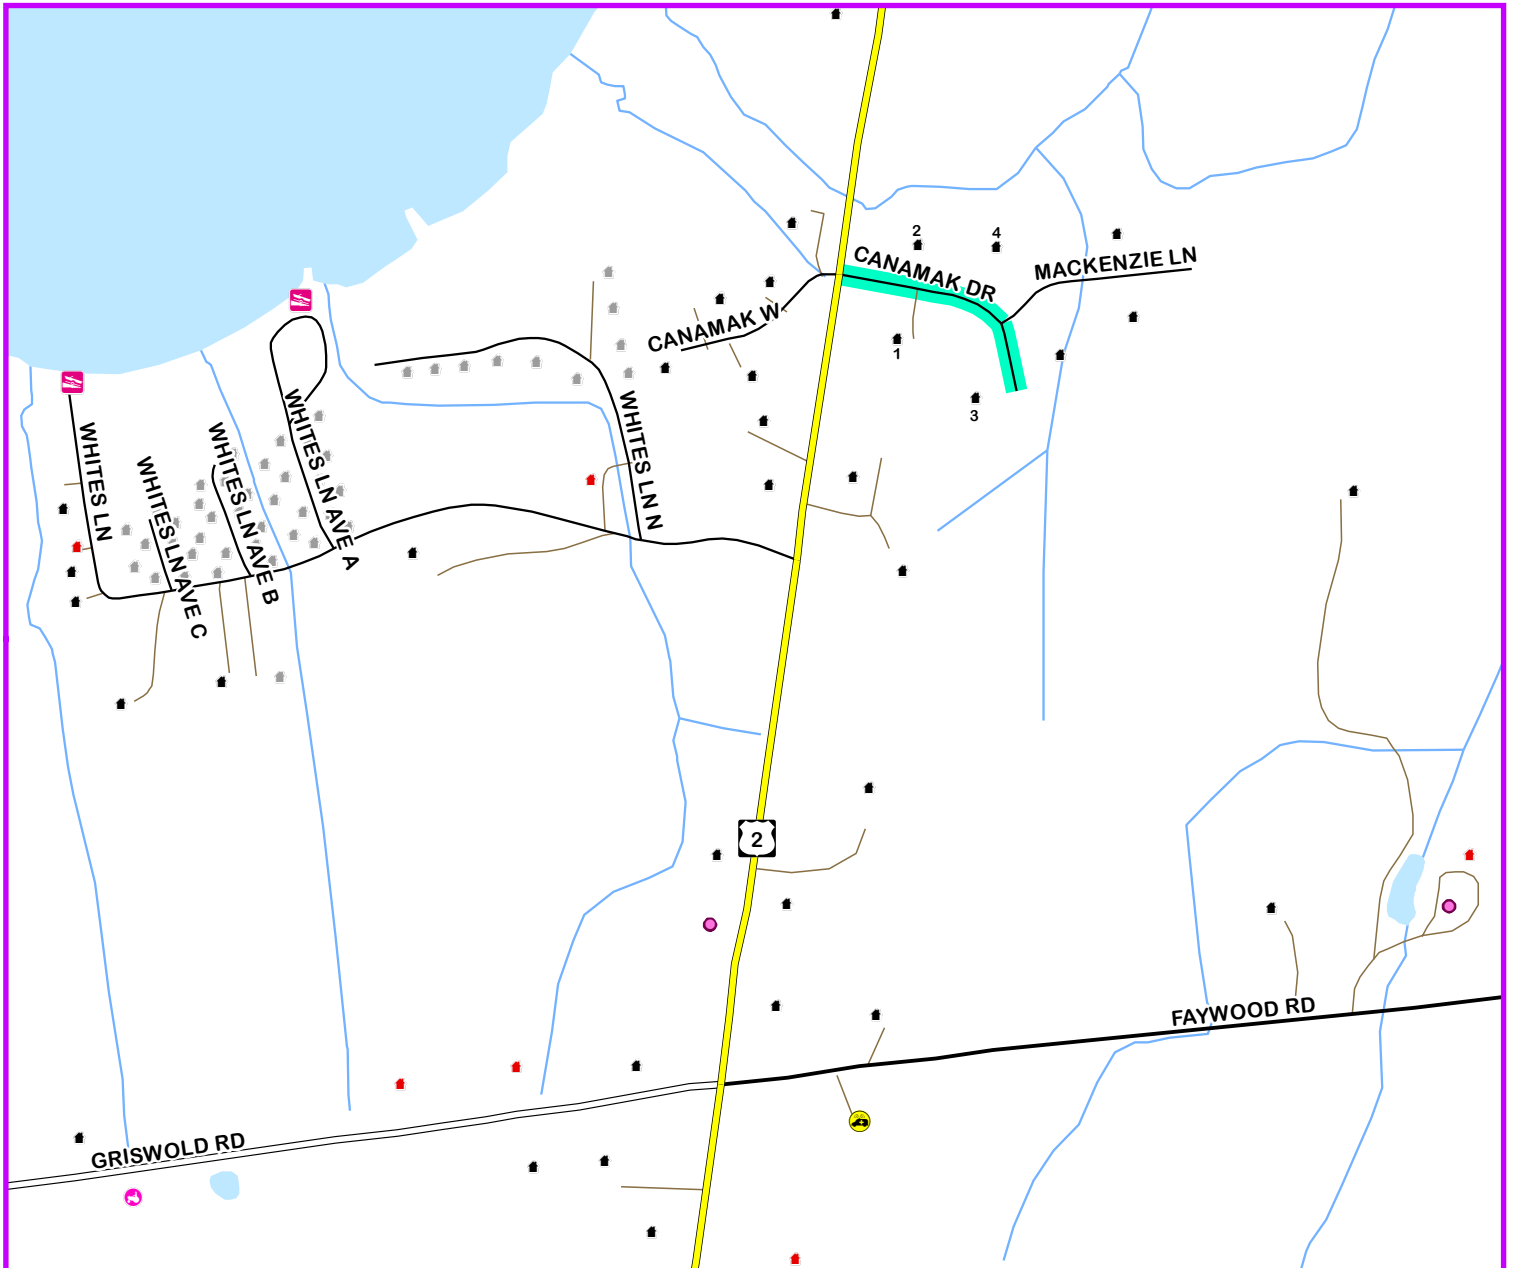 2
4
CANAMAK DR
MACKENZIE LN
CANAMAK W
1
3
WHITES LN N
WHITES LN AVE A
WHITES LN
WHITES LN AVE B
WHITES LN AVE C
2
FAYWOOD RD
GRISWOLD RD